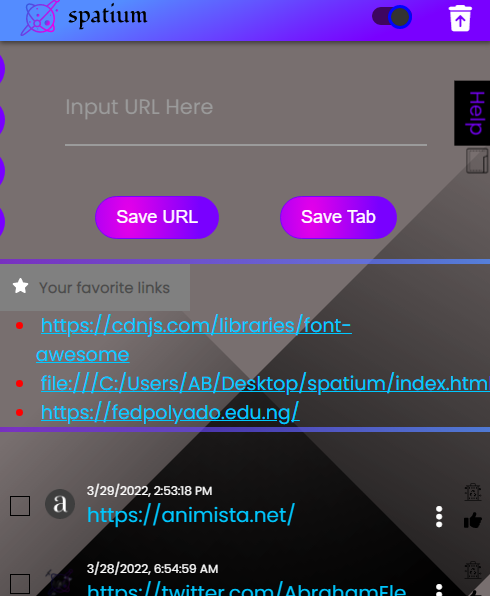 spatium
Input URL Here
Help
Save URL
Save Tab
Your favorite links
https://cdnjs.com/libraries/font-
awesome
file:///C:/Users/AB/Desktop/spatium/index.htm
https://fedpolyado.edu.ng/
a
3/29/2022, 2:53:18 PM
https://animista.net/
3/28/2022, 6:54:59 AM
https://twitter.com/AbrahamEle